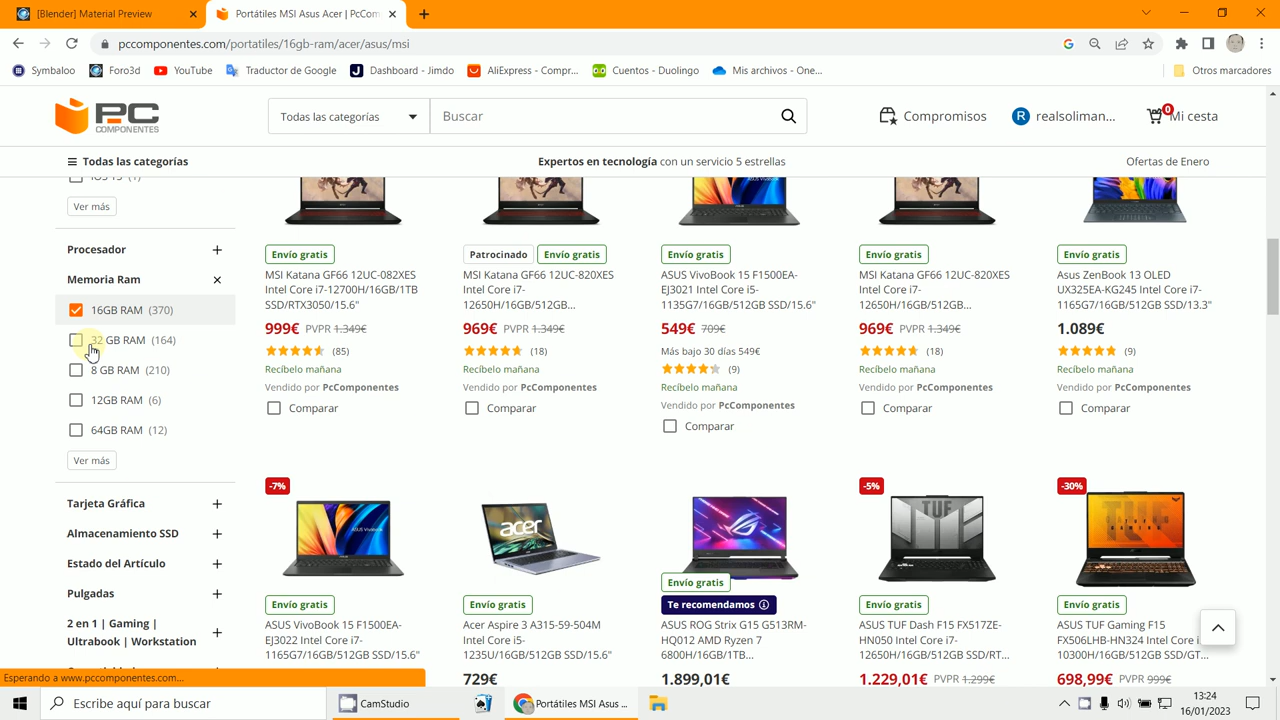 [Blender] Material Preview
Portátiles MSI Asus Acer | PcCom
pccomponentes.com/portatiles/16gb-ram/acer/asus/msi
Symbaloo
Foro3d
YouTube
Traductor de Google
Dashboard - Jimdo
AliExpress - Compr...
Cuentos - Duolingo
Mis archivos - One...
Otros marcadores
PC COMPONENTES
Todas las categorías
Buscar
Compromisos
R realsoliman...
0
Mi cesta
Todas las categorías
Expertos en tecnología con un servicio 5 estrellas
Ofertas de Enero
Ver más
Procesador
Memoria Ram
16GB RAM (370)
32 GB RAM (164)
8 GB RAM (210)
12GB RAM (6)
64GB RAM (12)
Ver más
Tarjeta Gráfica
Almacenamiento SSD
Estado del Artículo
Pulgadas
2 en 1 | Gaming |
Ultrabook | Workstation
Envío gratis
MSI Katana GF66 12UC-082XES
Intel Core i7-12700H/16GB/1TB
SSD/RTX3050/15.6"
999€ PVPR 1.349€
(85)
Recíbelo mañana
Vendido por PcComponentes
Comparar
Patrocinado
Envío gratis
MSI Katana GF66 12UC-820XES
Intel Core i7-
12650H/16GB/512GB...
969€ PVPR 1.349€
(18)
Recíbelo mañana
Vendido por PcComponentes
Comparar
Envío gratis
ASUS VivoBook 15 F1500EA-
EJ3021 Intel Core i5-
1135G7/16GB/512GB SSD/15.6"
549€ 709€
Más bajo 30 días 549€
(9)
Recíbelo mañana
Vendido por PcComponentes
Comparar
Envío gratis
MSI Katana GF66 12UC-820XES
Intel Core i7-
12650H/16GB/512GB...
969€ PVPR 1.349€
(18)
Recíbelo mañana
Vendido por PcComponentes
Comparar
Envío gratis
Asus ZenBook 13 OLED
UX325EA-KG245 Intel Core i7-
1165G7/16GB/512GB SSD/13.3"
1.089€
(9)
Recíbelo mañana
Vendido por PcComponentes
Comparar
-7%
Envío gratis
ASUS VivoBook 15 F1500EA-
EJ3022 Intel Core i7-
1165G7/16GB/512GB SSD/15.6"
acer
Envío gratis
Acer Aspire 3 A315-59-504M
Intel Core i5-
1235U/16GB/512GB SSD/15.6"
729€
Envío gratis
Te recomendamos
ASUS ROG Strix G15 G513RM-
HQ012 AMD Ryzen 7
6800H/16GB/1TB...
1.899,01€
-5%
TUF
Envío gratis
ASUS TUF Dash F15 FX517ZE-
HN050 Intel Core i7-
12650H/16GB/512GB SSD/RT...
1.229,01€ PVPR 1.299€
-30%
TUF
Envío gratis
ASUS TUF Gaming F15
FX506LHB-HN324 Intel Core i
10300H/16GB/512GB SSD/GT...
698,99€ PVPR 999€
Esperando a www.pccomponentes.com...
Escribe aquí para buscar
CamStudio
Portátiles MSI Asus ...
13:24
16/01/2023